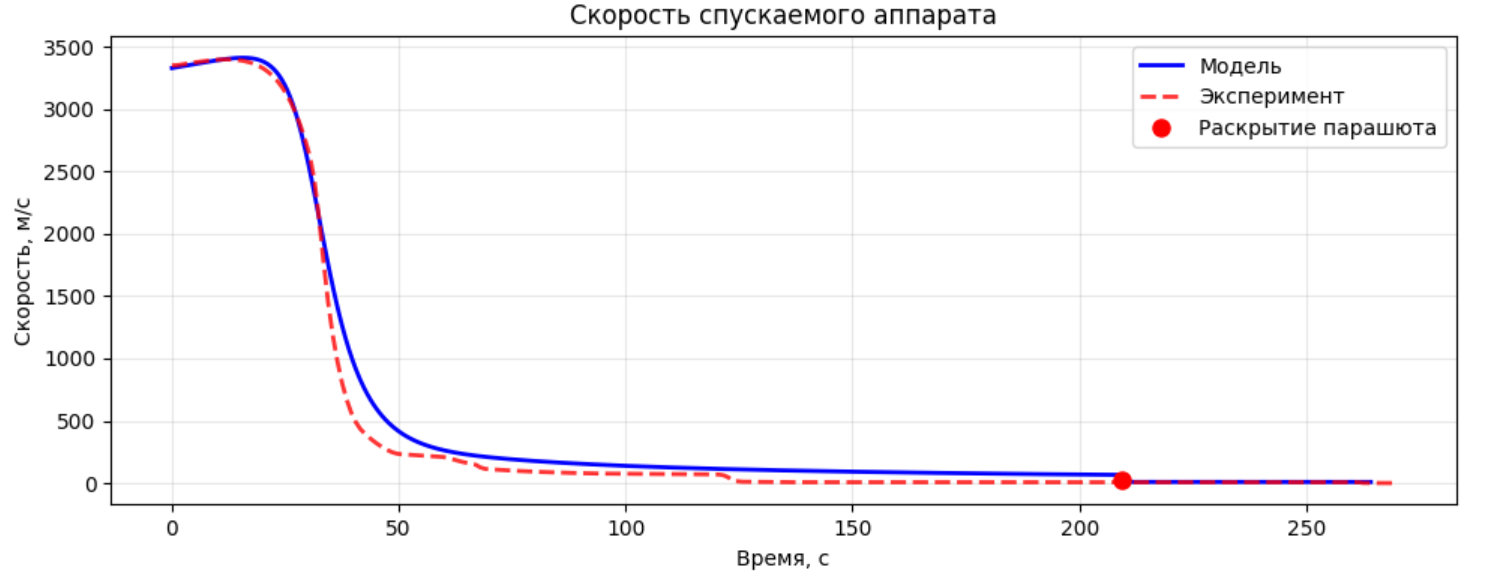 Скорость спускаемого аппарата
Скорость, м/с
3500
3000
2500
2000
1500
1000
500
0
Модель
Эксперимент
Раскрытие парашюта
0 50 100 150 200 250
Время, с